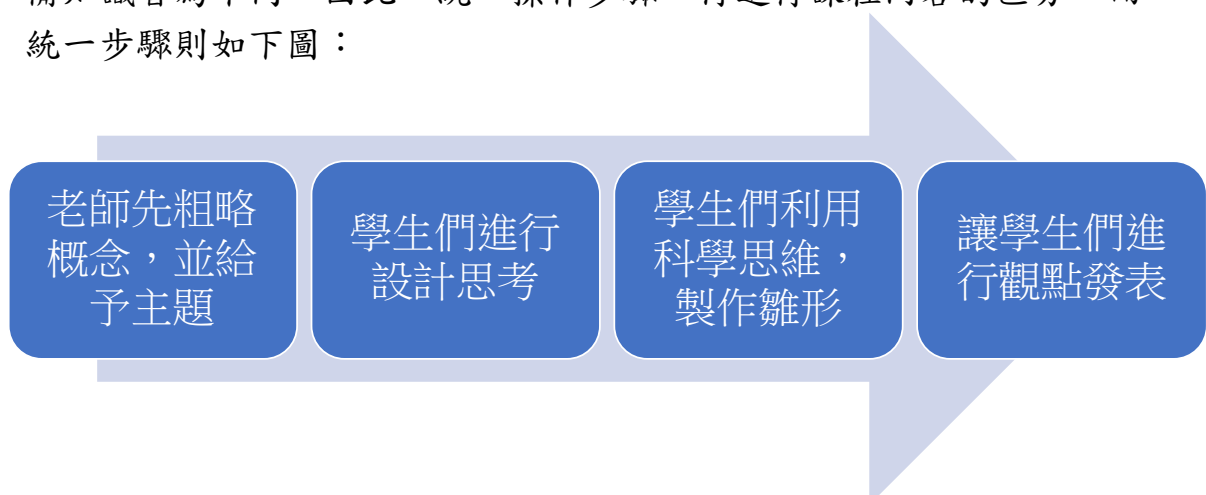 統一步驟則如下圖：
老師先粗略
概念，並給
予主題
學生們進行
設計思考
學生們利用
科學思維，
製作雛形
讓學生們進
行觀點發表